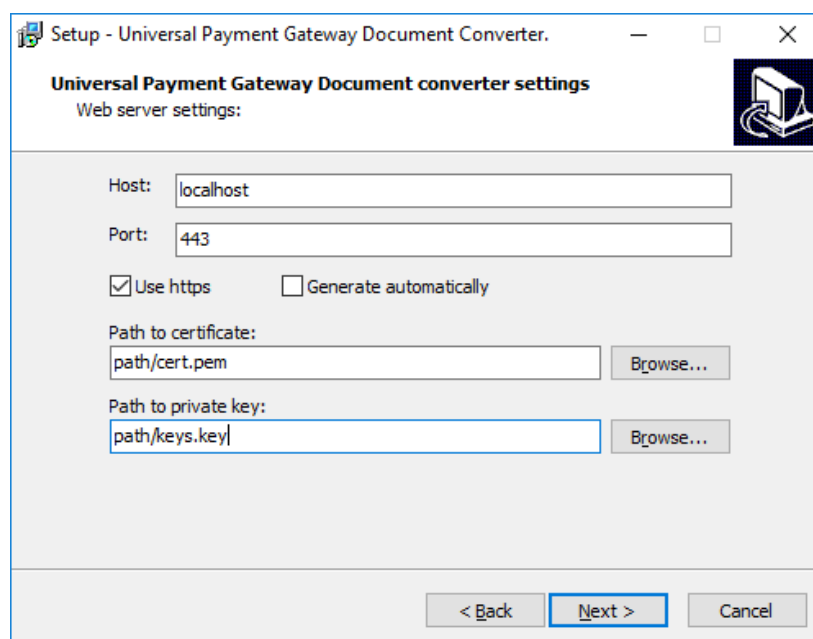 Setup - Universal Payment Gateway Document Converter.
Universal Payment Gateway Document converter settings
Web server settings:
Host: localhost
Port: 443
Use https Generate automatically
Path to certificate:
path/cert.pem Browse...
Path to private key:
path/keys.key Browse...
< Back Next > Cancel